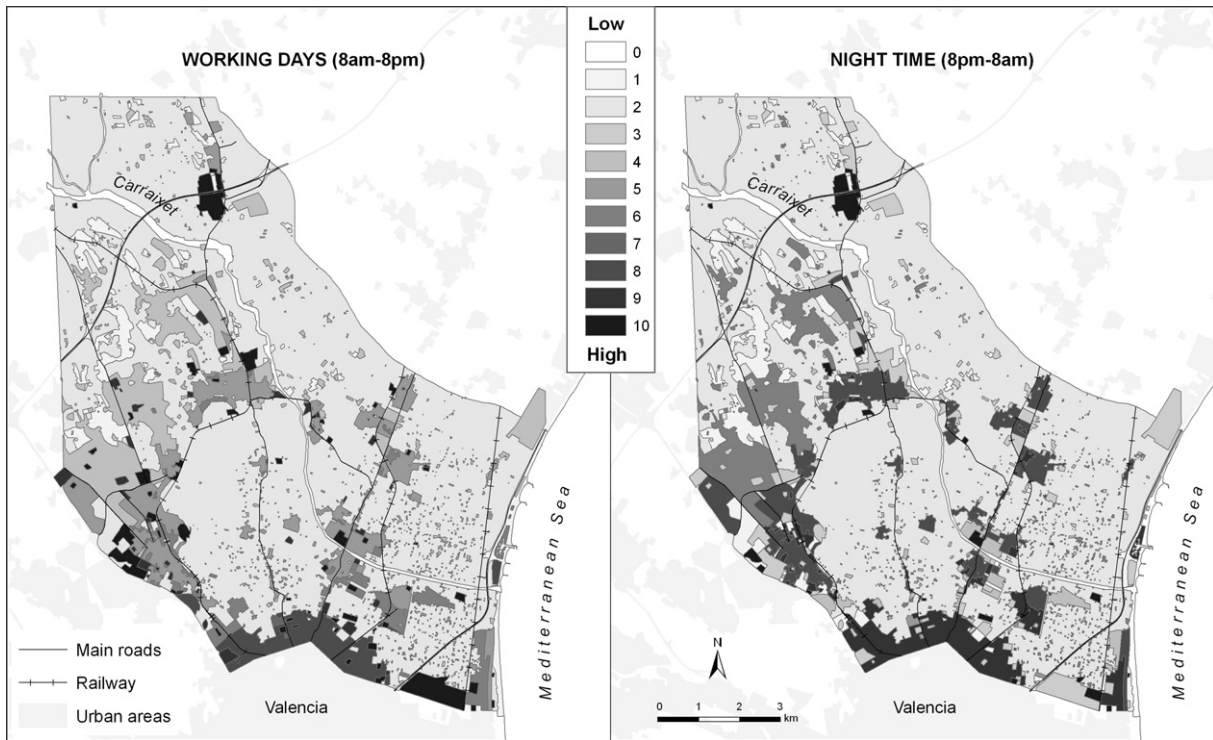 WORKING DAYS (8am-8pm)
Carraixet
Mediterranean Sea
Main roads
Railway
Urban areas
Valencia
Low
0
1
2
3
4
5
6
7
8
9
10
High
NIGHT TIME (8pm-8am)
Carraixet
Mediterranean Sea
N
0 1 2 3
km
Valencia